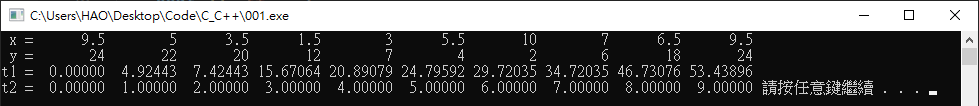 C:\Users\HAO\Desktop\Code\C_C++\001.exe
x = 9.5 5 3.5 1.5 3 5.5 10 7 6.5 9.5
y = 24 22 20 12 7 4 2 6 18 24
t1 = 0.00000 4.92443 7.42443 15.67064 20.89079 24.79592 29.72035 34.72035 46.73076 53.43896
t2 = 0.00000 1.00000 2.00000 3.00000 4.00000 5.00000 6.00000 7.00000 8.00000 9.00000 請按任意鍵繼續 . . .